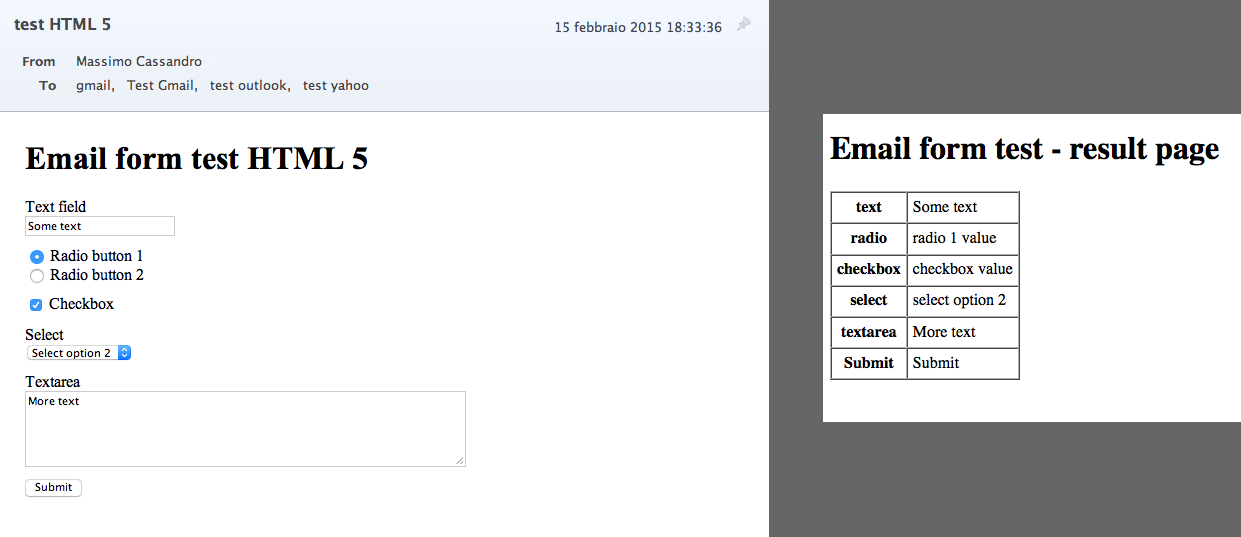 test HTML 5
15 febbraio 2015 18:33:36
From Massimo Cassandro
To gmail, Test Gmail, test outlook, test yahoo
Email form test HTML 5
Text field
Some text
Radio button 1
Radio button 2
Checkbox
Select
Select option 2
Textarea
More text
Submit
Email form test - result page
text Some text
radio radio 1 value
checkbox checkbox value
select select option 2
textarea More text
Submit Submit